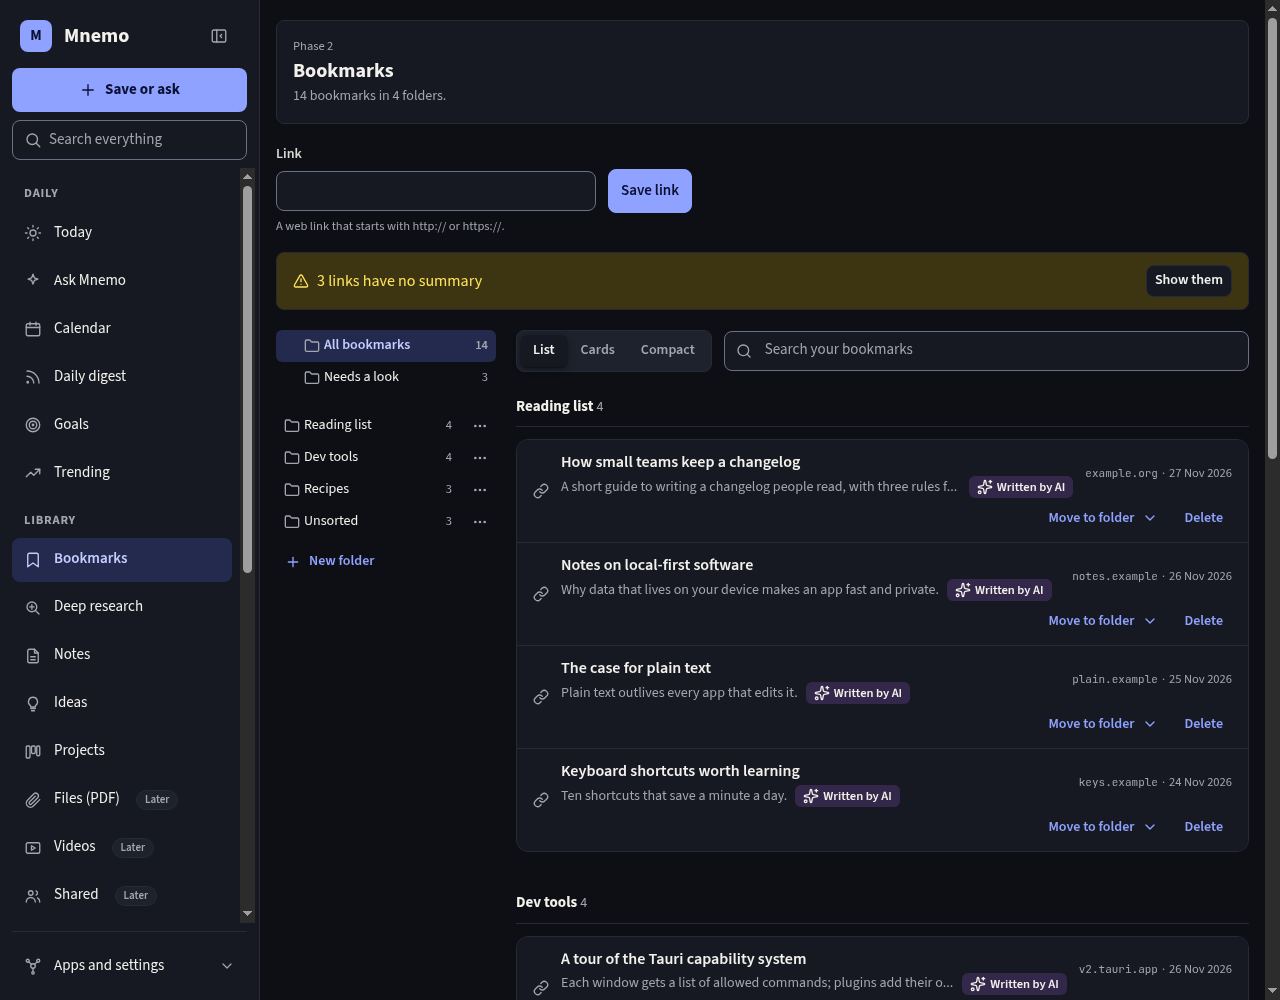 M Mnemo
Save or ask
Search everything
DAILY
Today
Ask Mnemo
Calendar
Daily digest
Goals
Trending
LIBRARY
Bookmarks
Deep research
Notes
Ideas
Projects
Files (PDF) Later
Videos Later
Shared Later
Apps and settings
Phase 2
Bookmarks
14 bookmarks in 4 folders.
Link
Save link
A web link that starts with http:// or https://.
3 links have no summary
Show them
All bookmarks 14
Needs a look 3
Reading list 4
Dev tools 4
Recipes 3
Unsorted 3
New folder
List Cards Compact
Search your bookmarks
Reading list 4
How small teams keep a changelog
A short guide to writing a changelog people read, with three rules f... Written by AI
example.org · 27 Nov 2026
Move to folder Delete
Notes on local-first software
Why data that lives on your device makes an app fast and private. Written by AI
notes.example · 26 Nov 2026
Move to folder Delete
The case for plain text
Plain text outlives every app that edits it. Written by AI
plain.example · 25 Nov 2026
Move to folder Delete
Keyboard shortcuts worth learning
Ten shortcuts that save a minute a day. Written by AI
keys.example · 24 Nov 2026
Move to folder Delete
Dev tools 4
A tour of the Tauri capability system
Each window gets a list of allowed commands; plugins add their o... Written by AI
v2.tauri.app · 26 Nov 2026